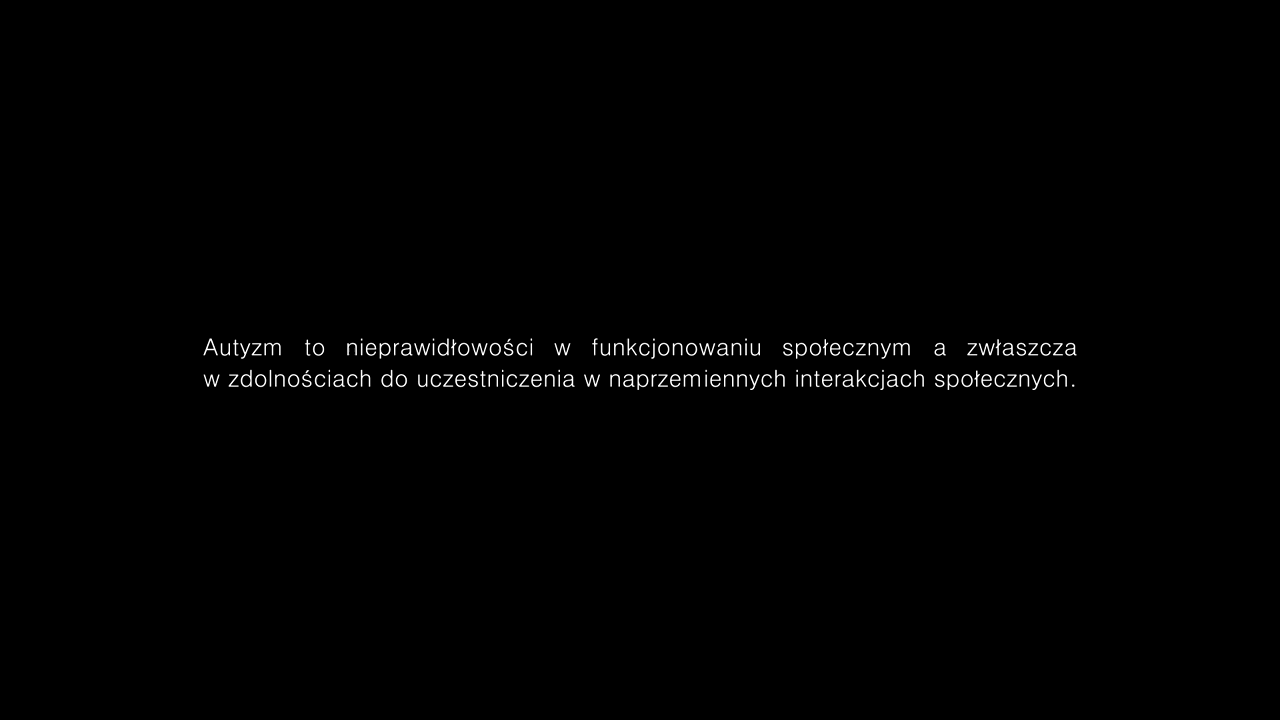 Autyzm to nieprawidłowości w funkcjonowaniu społecznym a zwłaszcza
w zdolnościach do uczestniczenia w naprzemiennych interakcjach społecznych.